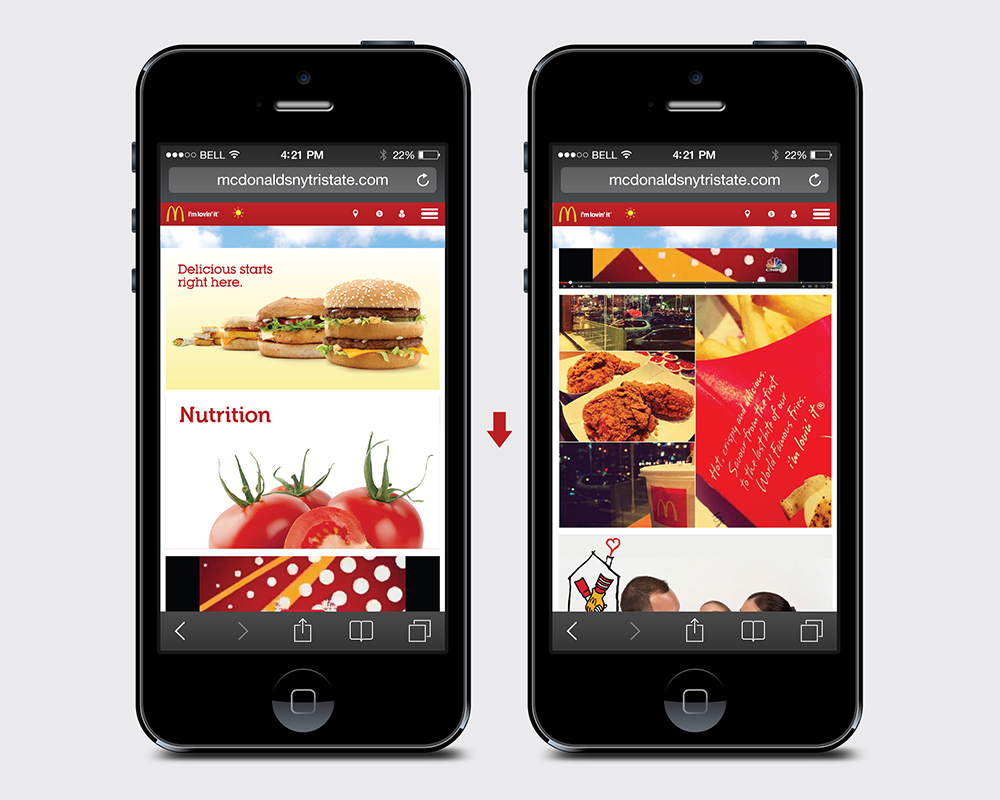 BELL
4:21 PM
22%
mcdonaldsnytristate.com
i'm lovin' it
Delicious starts
right here.
Nutrition
BELL
4:21 PM
22%
mcdonaldsnytristate.com
i'm lovin' it
CNBC
Hot, crispy and delicious.
Savour from the first
to the last bite of our
World Famous Fries.
i'm lovin' it®